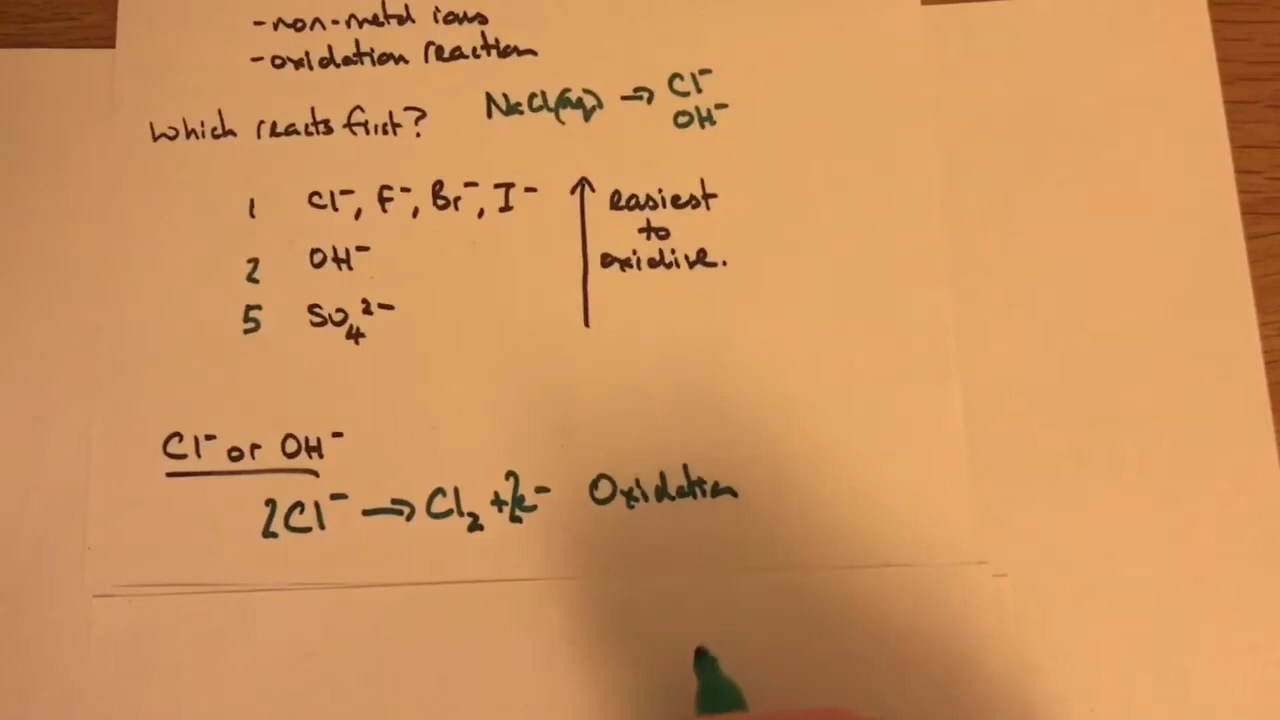 -non-metal ions
-oxidation reaction
Which reacts first? NaCl(aq) → Cl⁻
OH⁻
1 Cl⁻, F⁻, Br⁻, I⁻ ↑ easiest
to
2 OH⁻ oxidise.
5 SO₄²⁻
Cl⁻ or OH⁻
2Cl⁻ → Cl₂ + 2e⁻ Oxidation